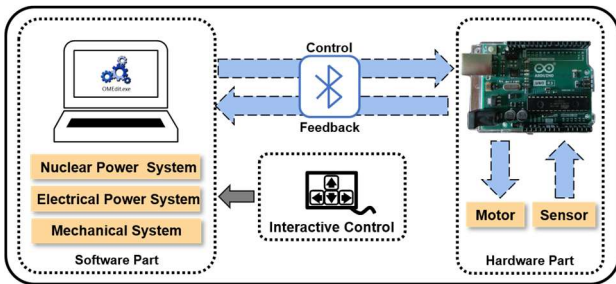 OMEdit.exe
Nuclear Power System
Electrical Power System
Mechanical System
Software Part
Control
Feedback
Interactive Control
ARDUINO
Motor
Sensor
Hardware Part